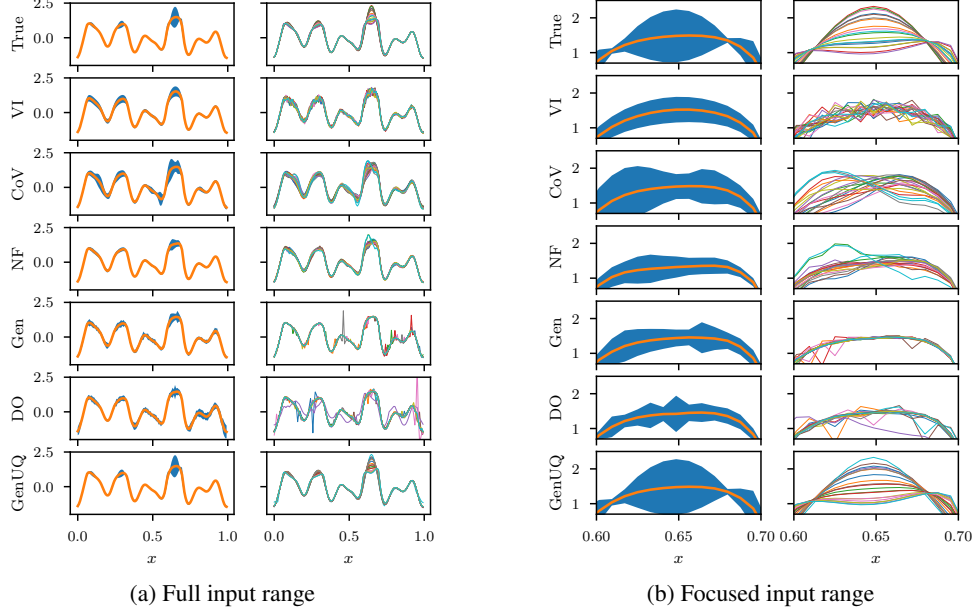 True 2.5 0.0
VI 2.5 0.0
CoV 2.5 0.0
NF 2.5 0.0
Gen 2.5 0.0
DO 2.5 0.0
GenUQ 2.5 0.0
0.0 0.5 1.0 0.0 0.5 1.0
x x
(a) Full input range
True 2 1
VI 2 1
CoV 2 1
NF 2 1
Gen 2 1
DO 2 1
GenUQ 2 1
0.60 0.65 0.70 0.60 0.65 0.70
x x
(b) Focused input range